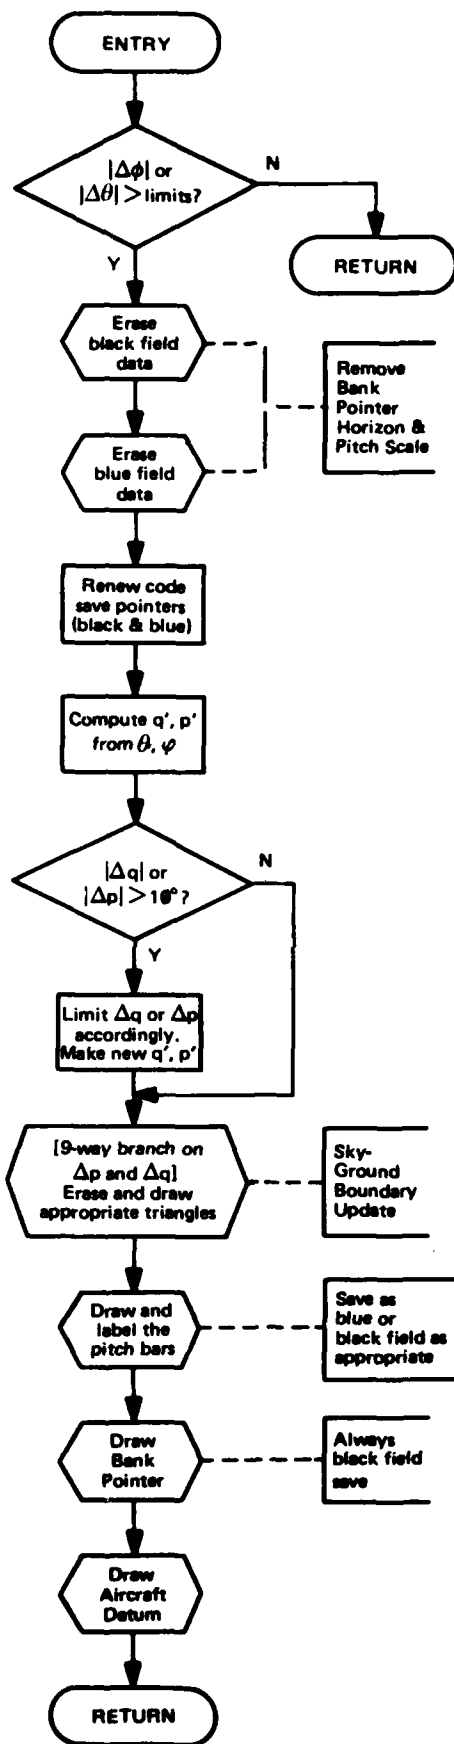 ENTRY
|Δϕ| or
|Δθ| > limits?
N
Y
RETURN
Erase
black field
data
Remove
Bank
Pointer
Horizon &
Pitch Scale
Erase
blue field
data
Renew code
save pointers
(black & blue)
Compute q′, p′
from θ, φ
|Δq| or
|Δp| > 10°?
N
Y
Limit Δq or Δp
accordingly.
Make new q′, p′
[9-way branch on
Δp and Δq]
Erase and draw
appropriate triangles
Sky-
Ground
Boundary
Update
Draw and
label the
pitch bars
Save as
blue or
black field as
appropriate
Draw
Bank
Pointer
Always
black field
save
Draw
Aircraft
Datum
RETURN